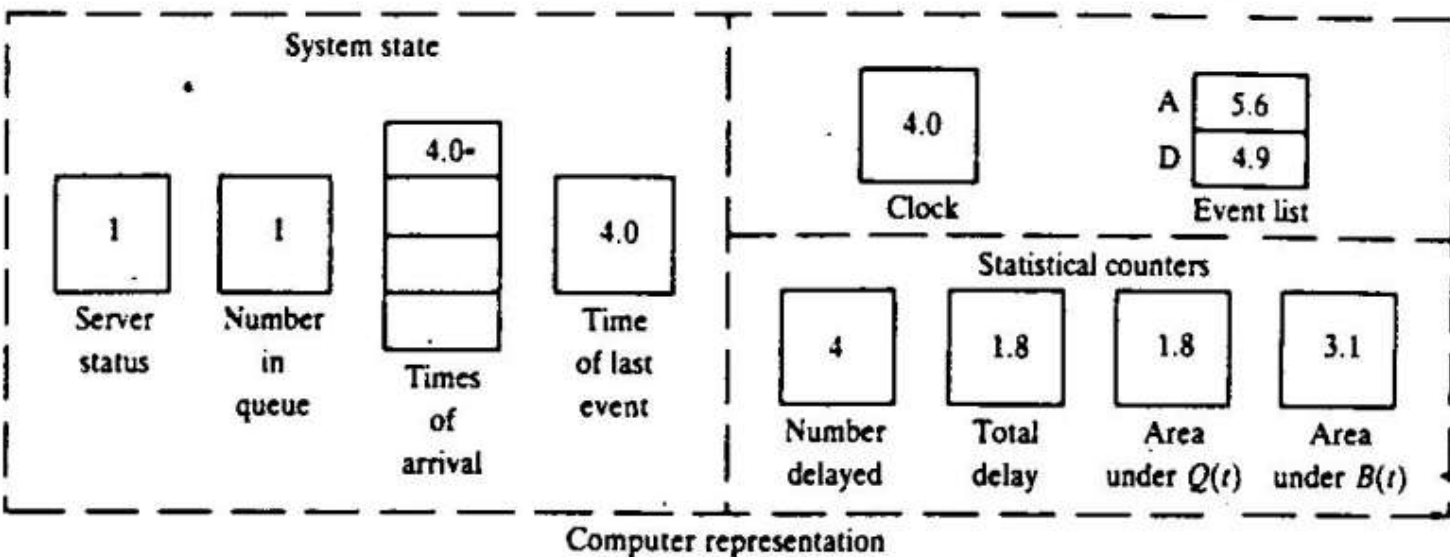 System state
1
Server
status
1
Number
in
queue
4.0-
Times
of
arrival
4.0
Time
of last
event
4.0
Clock
A 5.6
D 4.9
Event list
Statistical counters
4
Number
delayed
1.8
Total
delay
1.8
Area
under Q(t)
3.1
Area
under B(t)
Computer representation